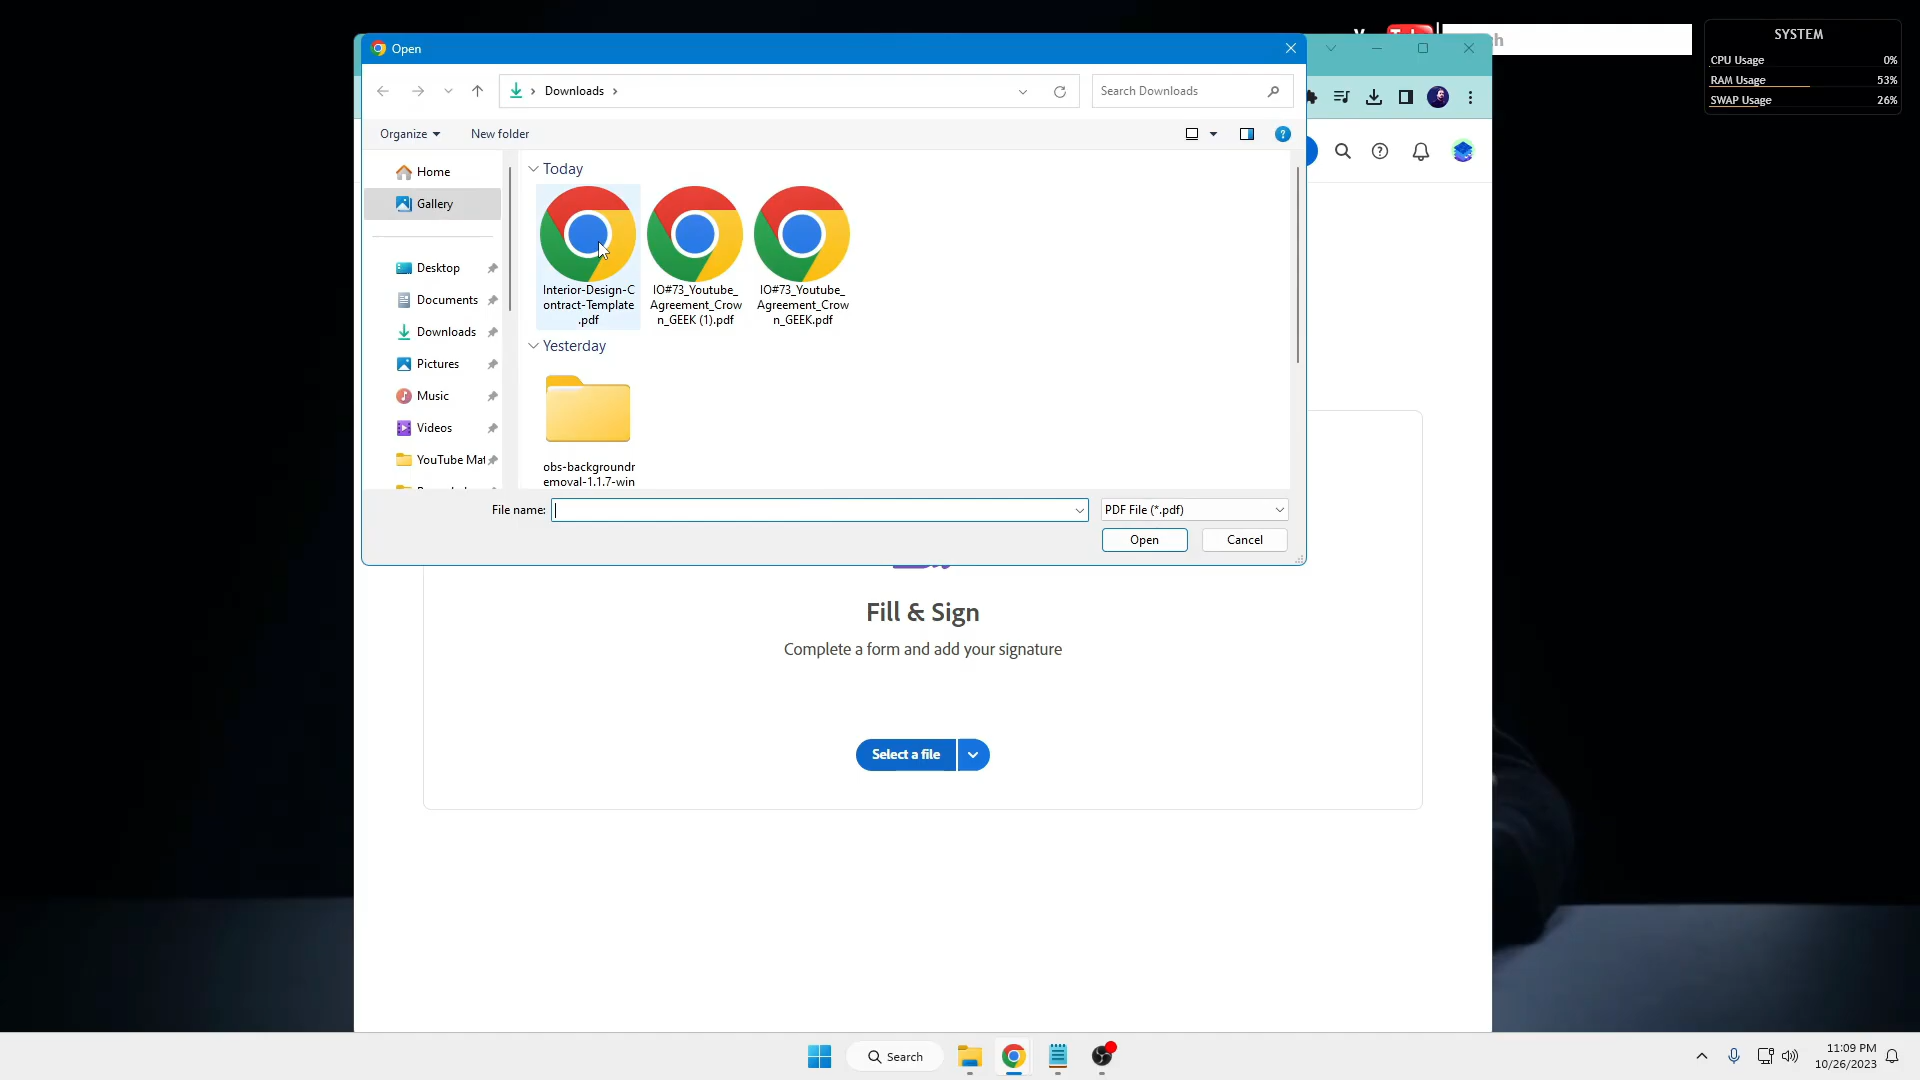 Open
SYSTEM
CPU Usage 0%
RAM Usage 53%
SWAP Usage 26%
Downloads
Search Downloads
Organize
New folder
Home
Gallery
Desktop
Documents
Downloads
Pictures
Music
Videos
YouTube Mat
Today
Interior-Design-C
ontract-Template
.pdf
IO#73_Youtube_
Agreement_Crow
n_GEEK (1).pdf
IO#73_Youtube_
Agreement_Crow
n_GEEK.pdf
Yesterday
obs-backgroundr
emoval-1.1.7-win
File name:
PDF File (*.pdf)
Open
Cancel
Fill & Sign
Complete a form and add your signature
Select a file
Search
11:09 PM
10/26/2023